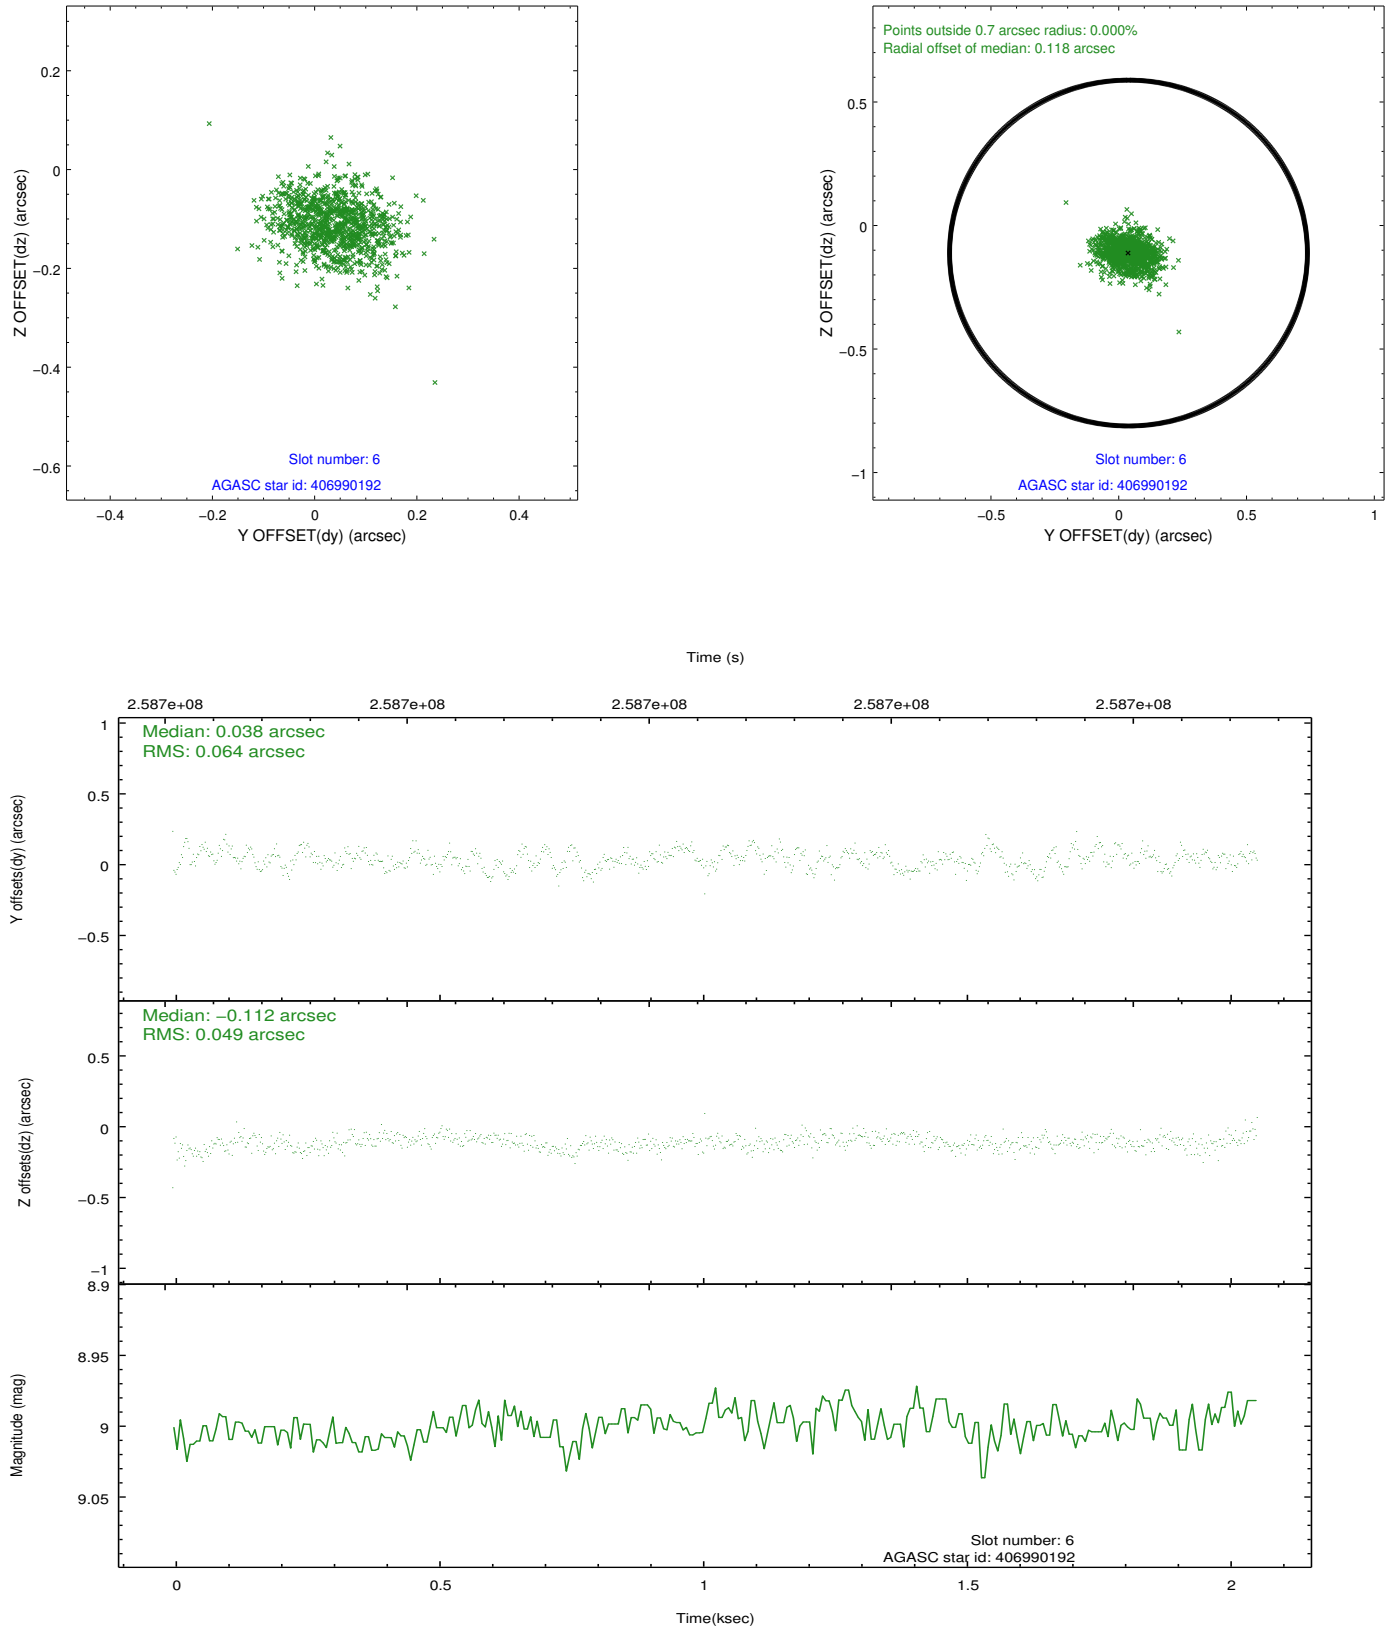 0.2
0
−0.2
−0.4
−0.6
Z OFFSET(dz) (arcsec)
Slot number: 6
AGASC star id: 406990192
−0.4
−0.2
0
0.2
0.4
Y OFFSET(dy) (arcsec)
Points outside 0.7 arcsec radius: 0.000%
Radial offset of median: 0.118 arcsec
0.5
0
−0.5
−1
Z OFFSET(dz) (arcsec)
Slot number: 6
AGASC star id: 406990192
−0.5
0
0.5
1
Y OFFSET(dy) (arcsec)
Time (s)
2.587e+08
2.587e+08
2.587e+08
2.587e+08
2.587e+08
Median: 0.038 arcsec
RMS: 0.064 arcsec
1
0.5
0
−0.5
Y offsets(dy) (arcsec)
Median: −0.112 arcsec
RMS: 0.049 arcsec
0.5
0
−0.5
−1
Z offsets(dz) (arcsec)
8.9
8.95
9
9.05
Magnitude (mag)
Slot number: 6
AGASC star id: 406990192
0
0.5
1
1.5
2
Time(ksec)